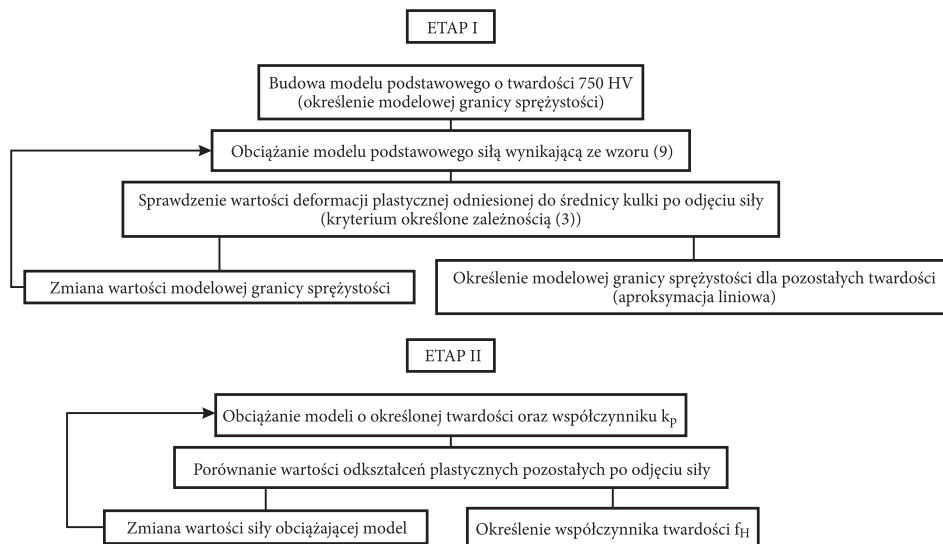 ETAP I
Budowa modelu podstawowego o twardości 750 HV
(określenie modelowej granicy sprężystości)
Obciążanie modelu podstawowego siłą wynikającą ze wzoru (9)
Sprawdzenie wartości deformacji plastycznej odniesionej do średnicy kulki po odjęciu siły
(kryterium określone zależnością (3))
Zmiana wartości modelowej granicy sprężystości
Określenie modelowej granicy sprężystości dla pozostałych twardości
(aproksymacja liniowa)
ETAP II
Obciążanie modeli o określonej twardości oraz współczynniku kp
Porównanie wartości odkształceń plastycznych pozostałych po odjęciu siły
Zmiana wartości siły obciążającej model
Określenie współczynnika twardości fH